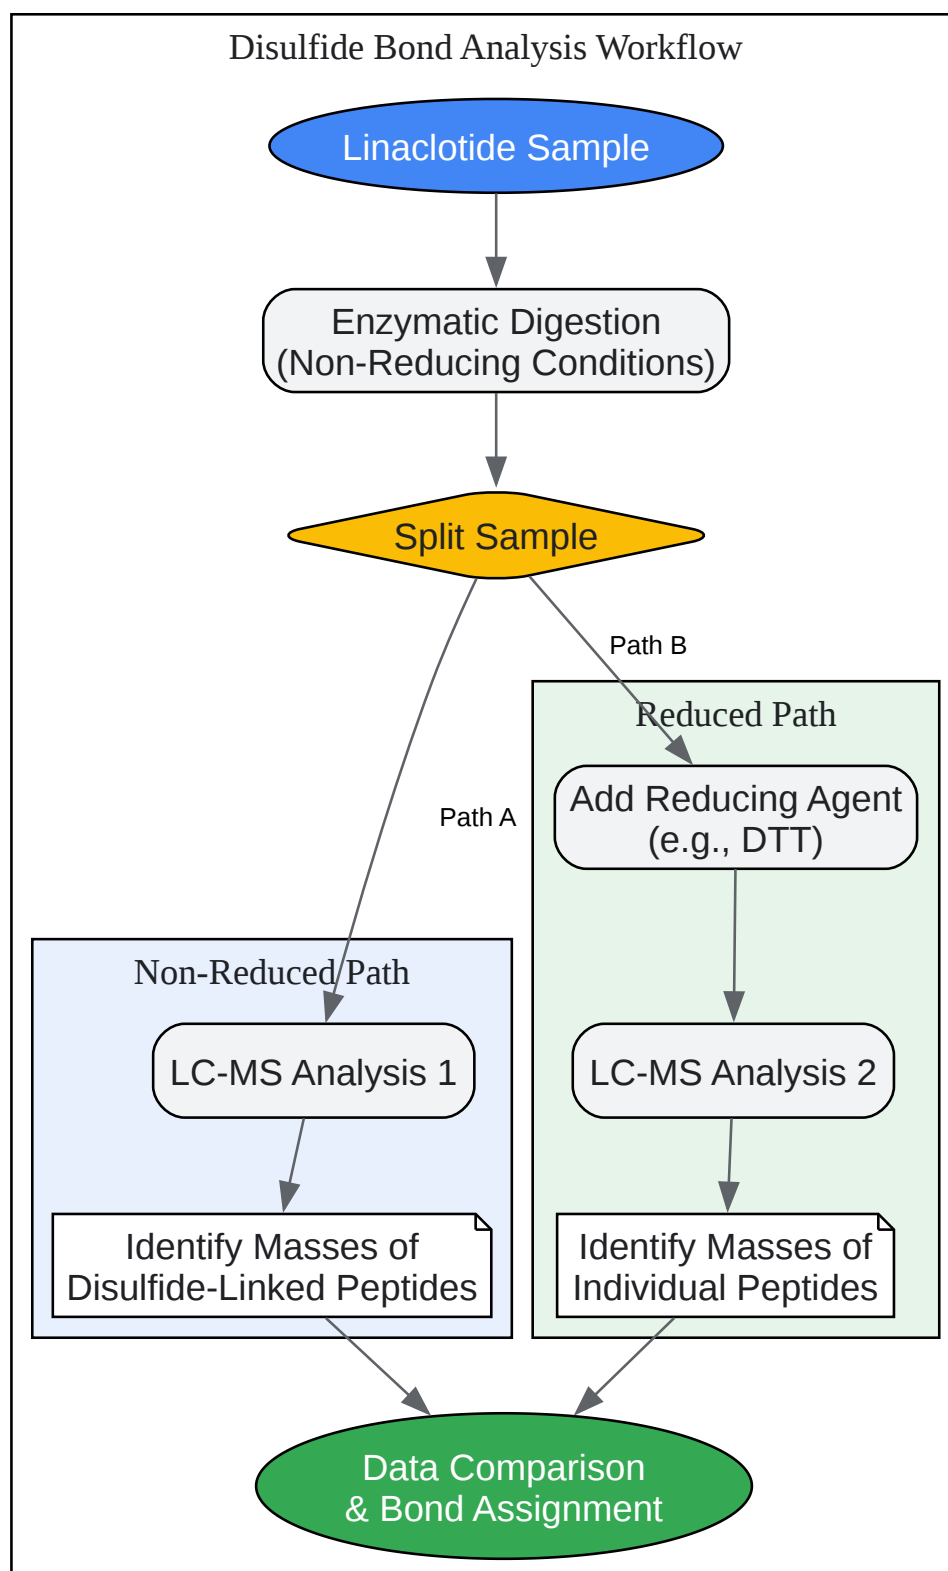 Disulfide Bond Analysis Workflow
Linaclotide Sample
Enzymatic Digestion
(Non-Reducing Conditions)
Split Sample
Path B
Reduced Path
Add Reducing Agent
(e.g., DTT)
Path A
Non-Reduced Path
LC-MS Analysis 1
LC-MS Analysis 2
Identify Masses of
Disulfide-Linked Peptides
Identify Masses of
Individual Peptides
Data Comparison
& Bond Assignment